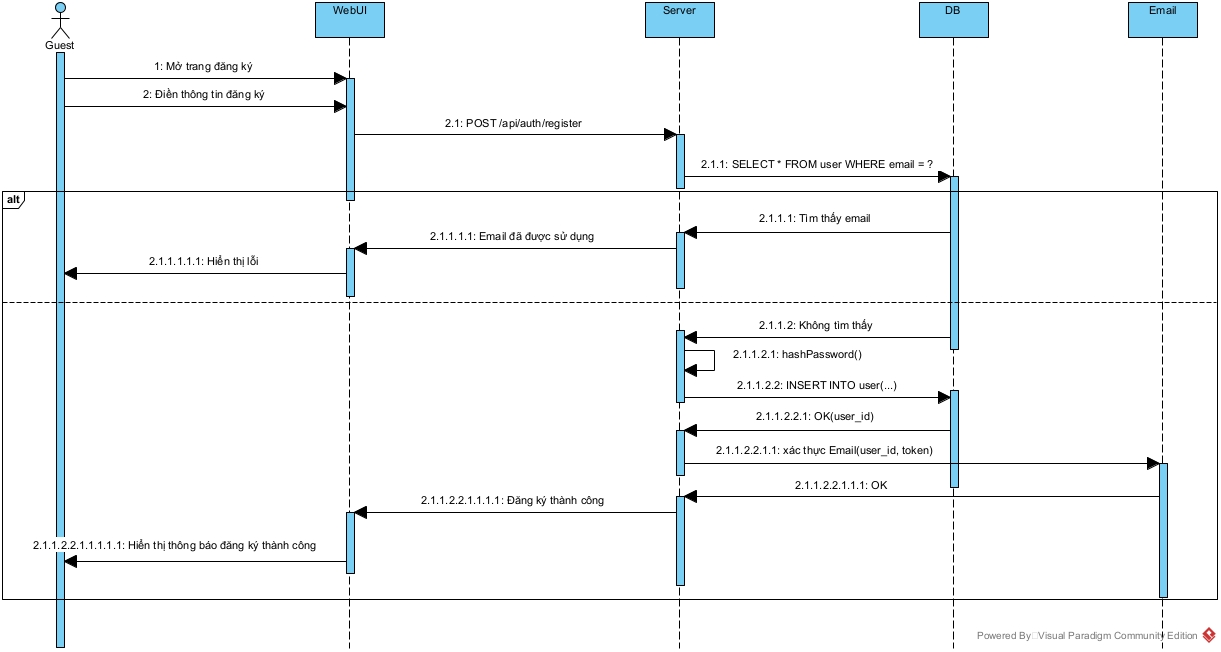 WebUI
Server
DB
Email
Guest
1: Mở trang đăng ký
2: Điền thông tin đăng ký
2.1: POST /api/auth/register
2.1.1: SELECT * FROM user WHERE email = ?
alt
2.1.1.1: Tìm thấy email
2.1.1.1.1: Email đã được sử dụng
2.1.1.1.1.1: Hiển thị lỗi
2.1.1.2: Không tìm thấy
2.1.1.2.1: hashPassword()
2.1.1.2.2: INSERT INTO user(...)
2.1.1.2.2.1: OK(user_id)
2.1.1.2.2.1.1: xác thực Email(user_id, token)
2.1.1.2.2.1.1.1: OK
2.1.1.2.2.1.1.1.1: Đăng ký thành công
2.1.1.2.2.1.1.1.1.1: Hiển thị thông báo đăng ký thành công
Powered By Visual Paradigm Community Edition